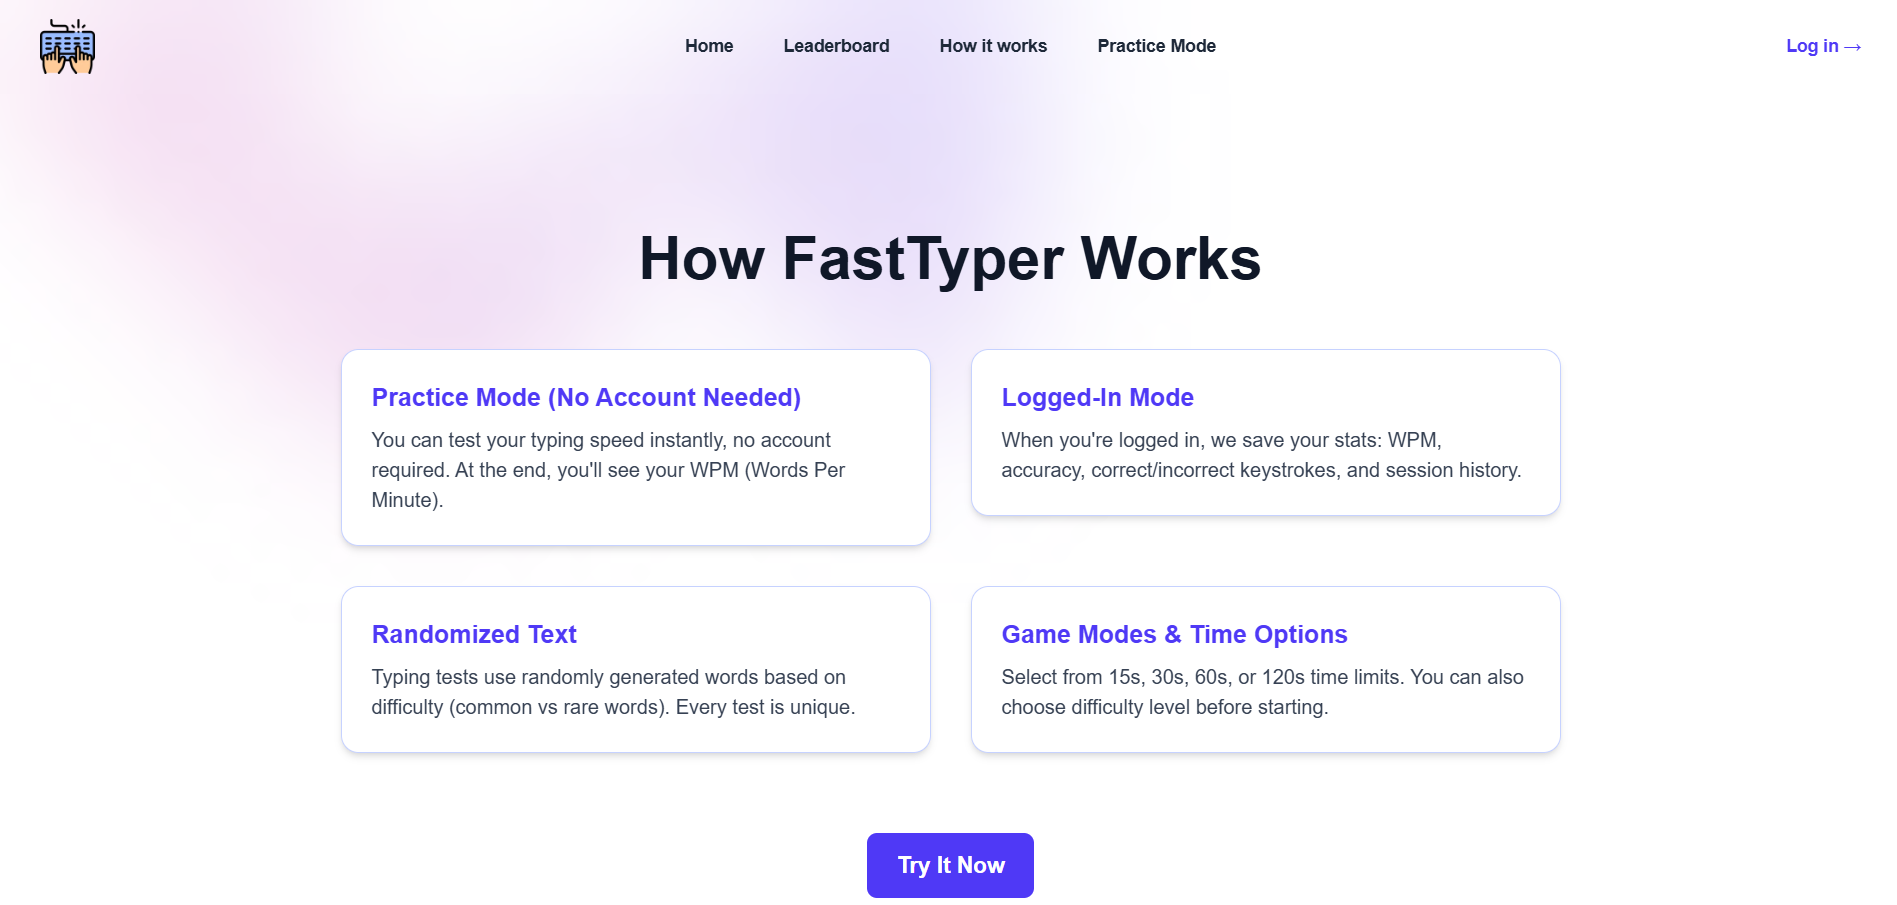 Home
Leaderboard
How it works
Practice Mode
Log in →
How FastTyper Works
Practice Mode (No Account Needed)
You can test your typing speed instantly, no account
required. At the end, you'll see your WPM (Words Per
Minute).
Logged-In Mode
When you're logged in, we save your stats: WPM,
accuracy, correct/incorrect keystrokes, and session history.
Randomized Text
Typing tests use randomly generated words based on
difficulty (common vs rare words). Every test is unique.
Game Modes & Time Options
Select from 15s, 30s, 60s, or 120s time limits. You can also
choose difficulty level before starting.
Try It Now